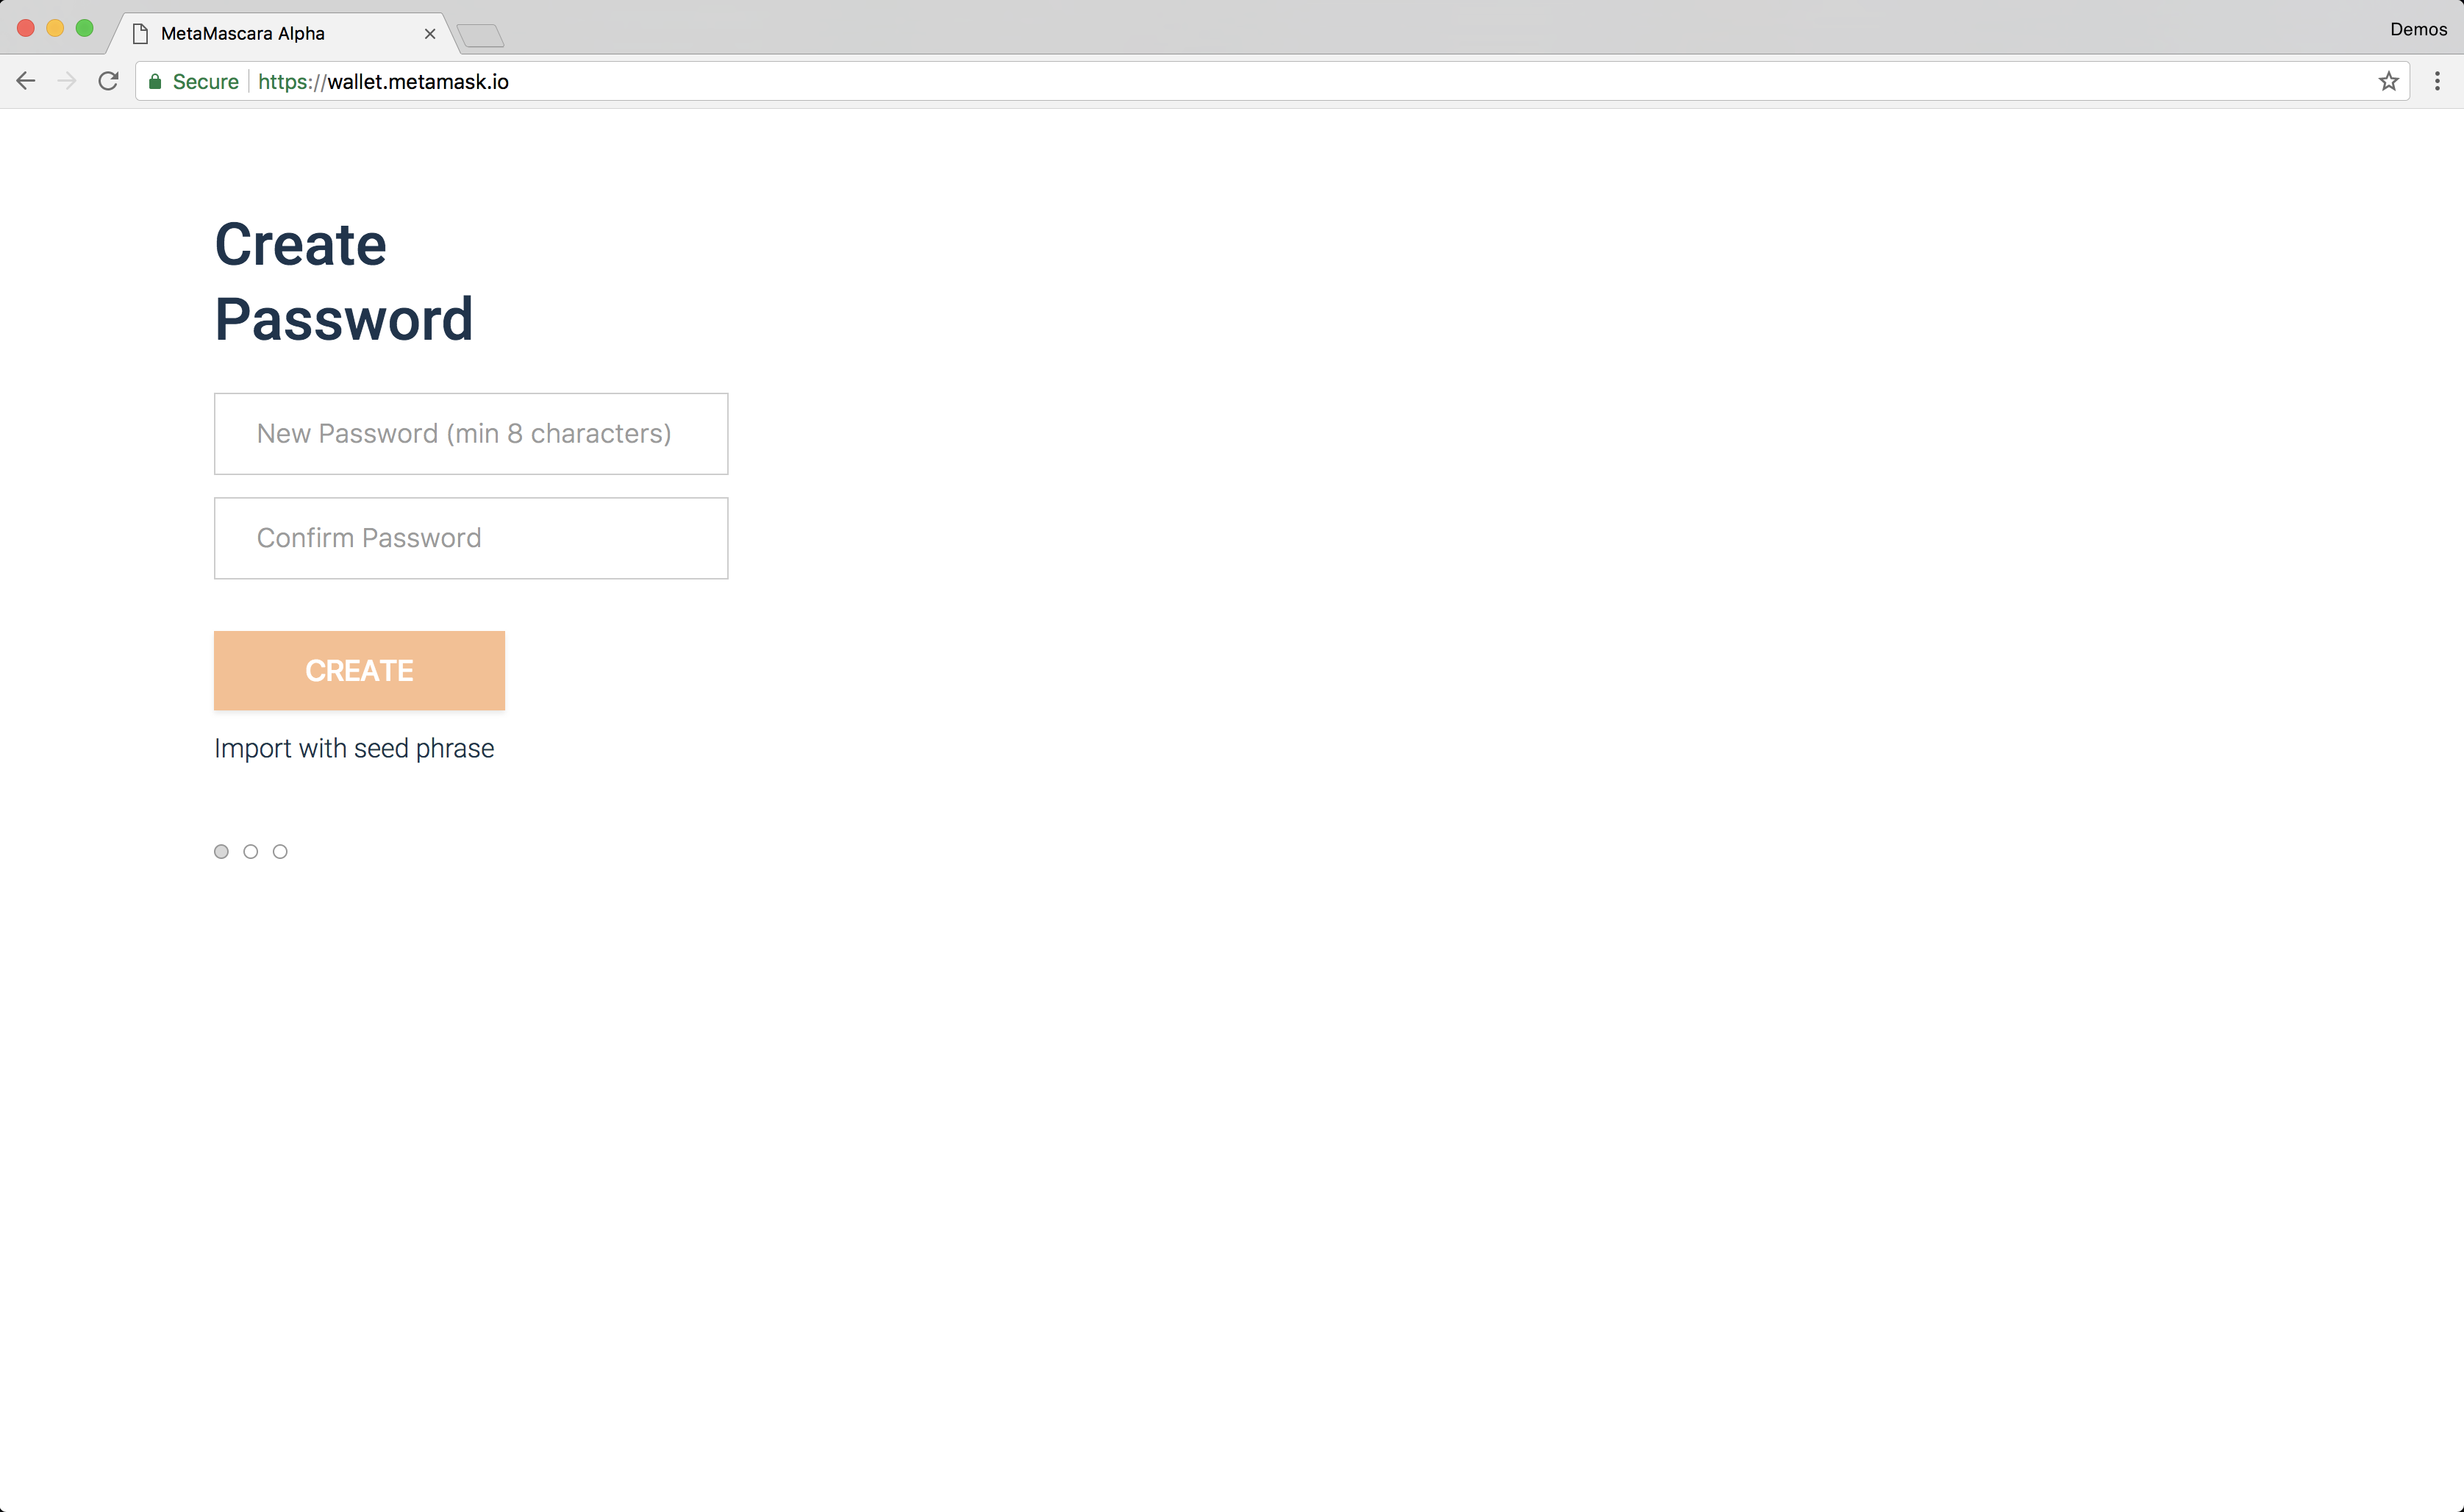 MetaMascara Alpha
Demos
Secure https://wallet.metamask.io
Create
Password
New Password (min 8 characters)
Confirm Password
CREATE
Import with seed phrase